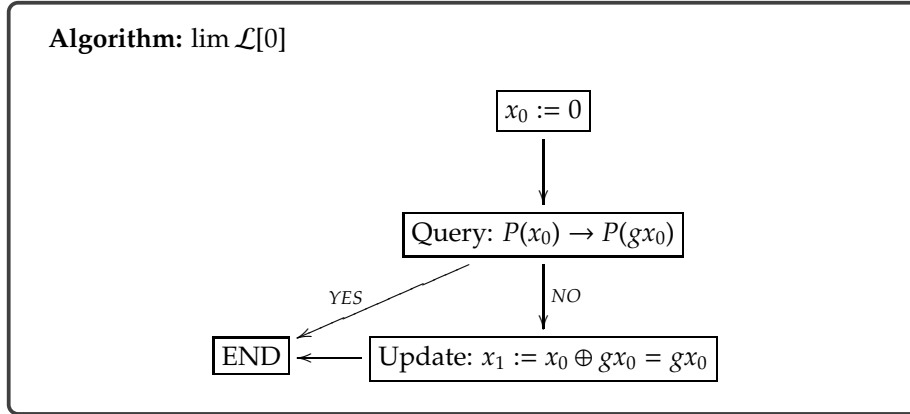 Algorithm: lim ℒ[0]
x₀ := 0
Query: P(x₀) → P(gx₀)
YES
NO
END
Update: x₁ := x₀ ⊕ gx₀ = gx₀